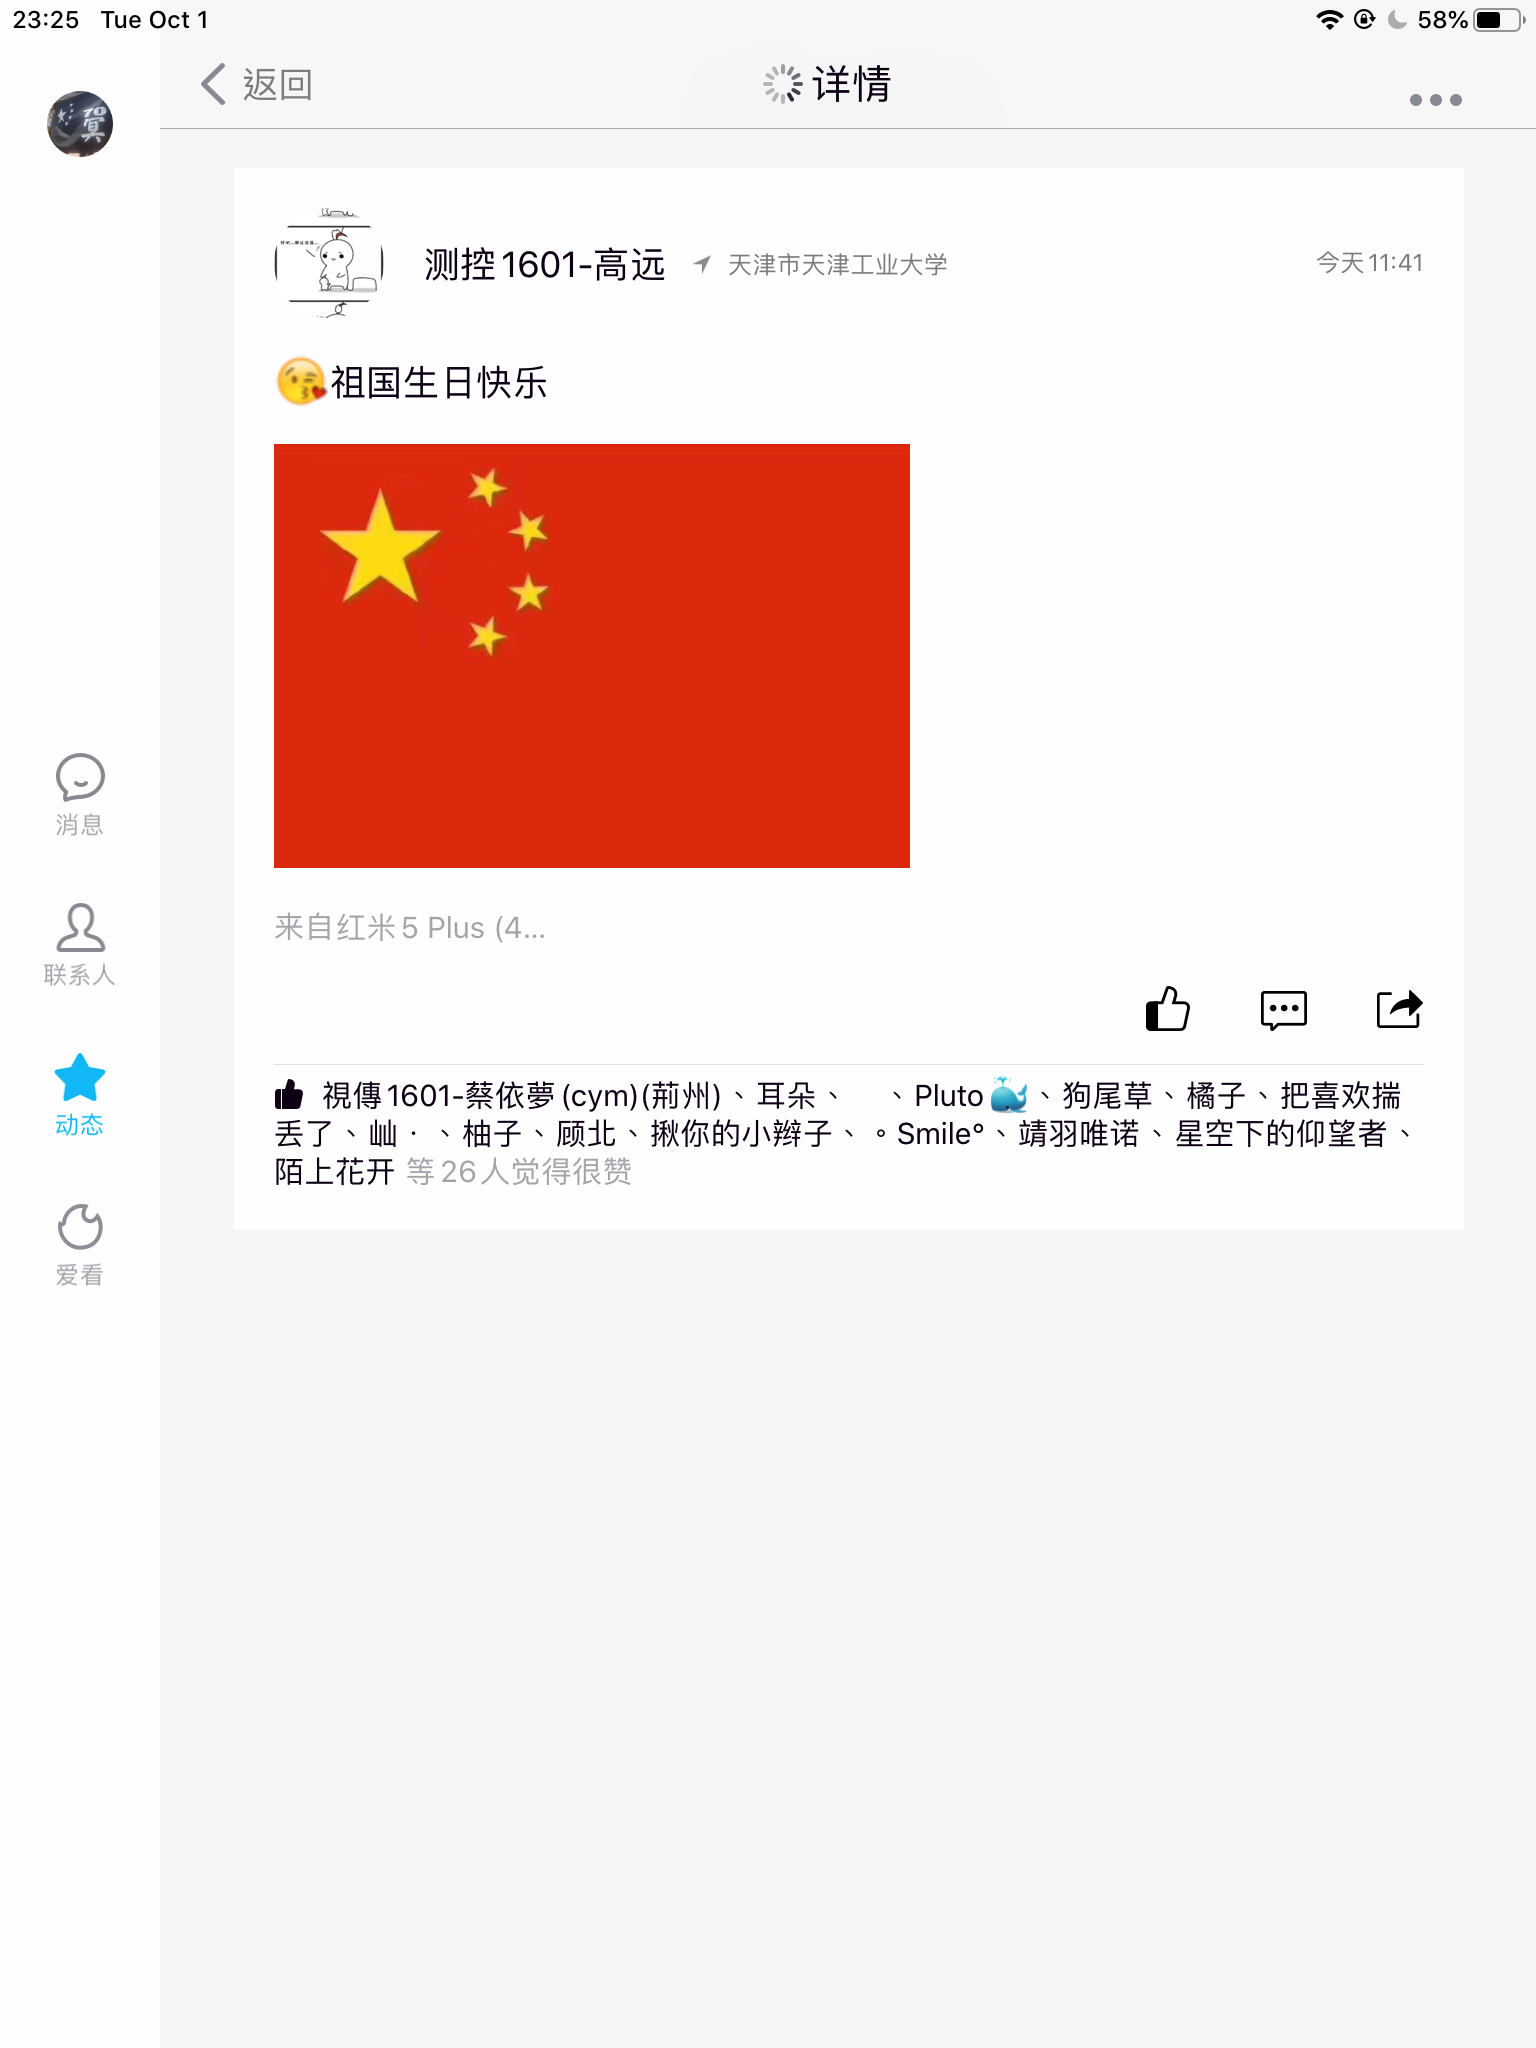 23:25 Tue Oct 1 58%
返回 详情
测控1601-高远 天津市天津工业大学 今天11:41
😘祖国生日快乐
来自红米5 Plus (4...
視傳1601-蔡依夢(cym)(荊州)、耳朵、 、Pluto🐳、狗尾草、橘子、把喜欢揣
丢了、屾 · 、柚子、顾北、揪你的小辫子、。Smile°、靖羽唯诺、星空下的仰望者、
陌上花开 等26人觉得很赞
消息
联系人
动态
爱看